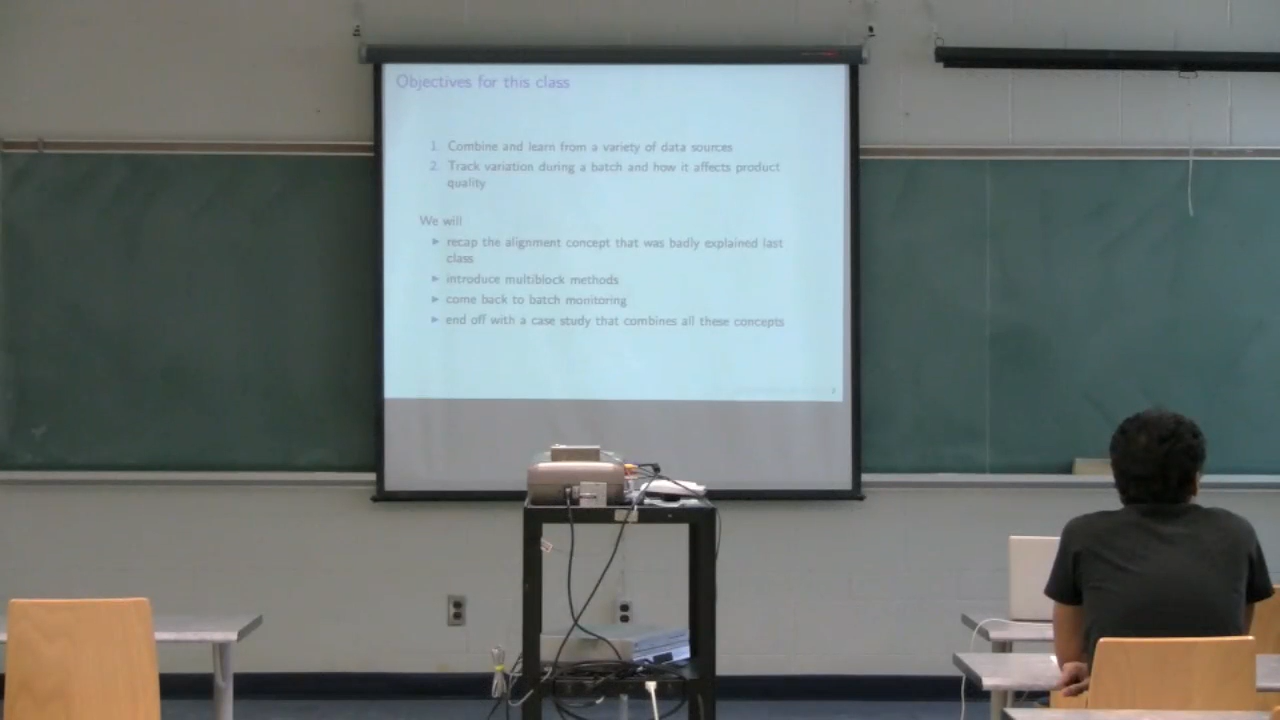 Objectives for this class
1. Combine and learn from a variety of data sources
2. Track variation during a batch and how it affects product
quality
We will
► recap the alignment concept that was badly explained last
class
► introduce multiblock methods
► come back to batch monitoring
► end off with a case study that combines all these concepts